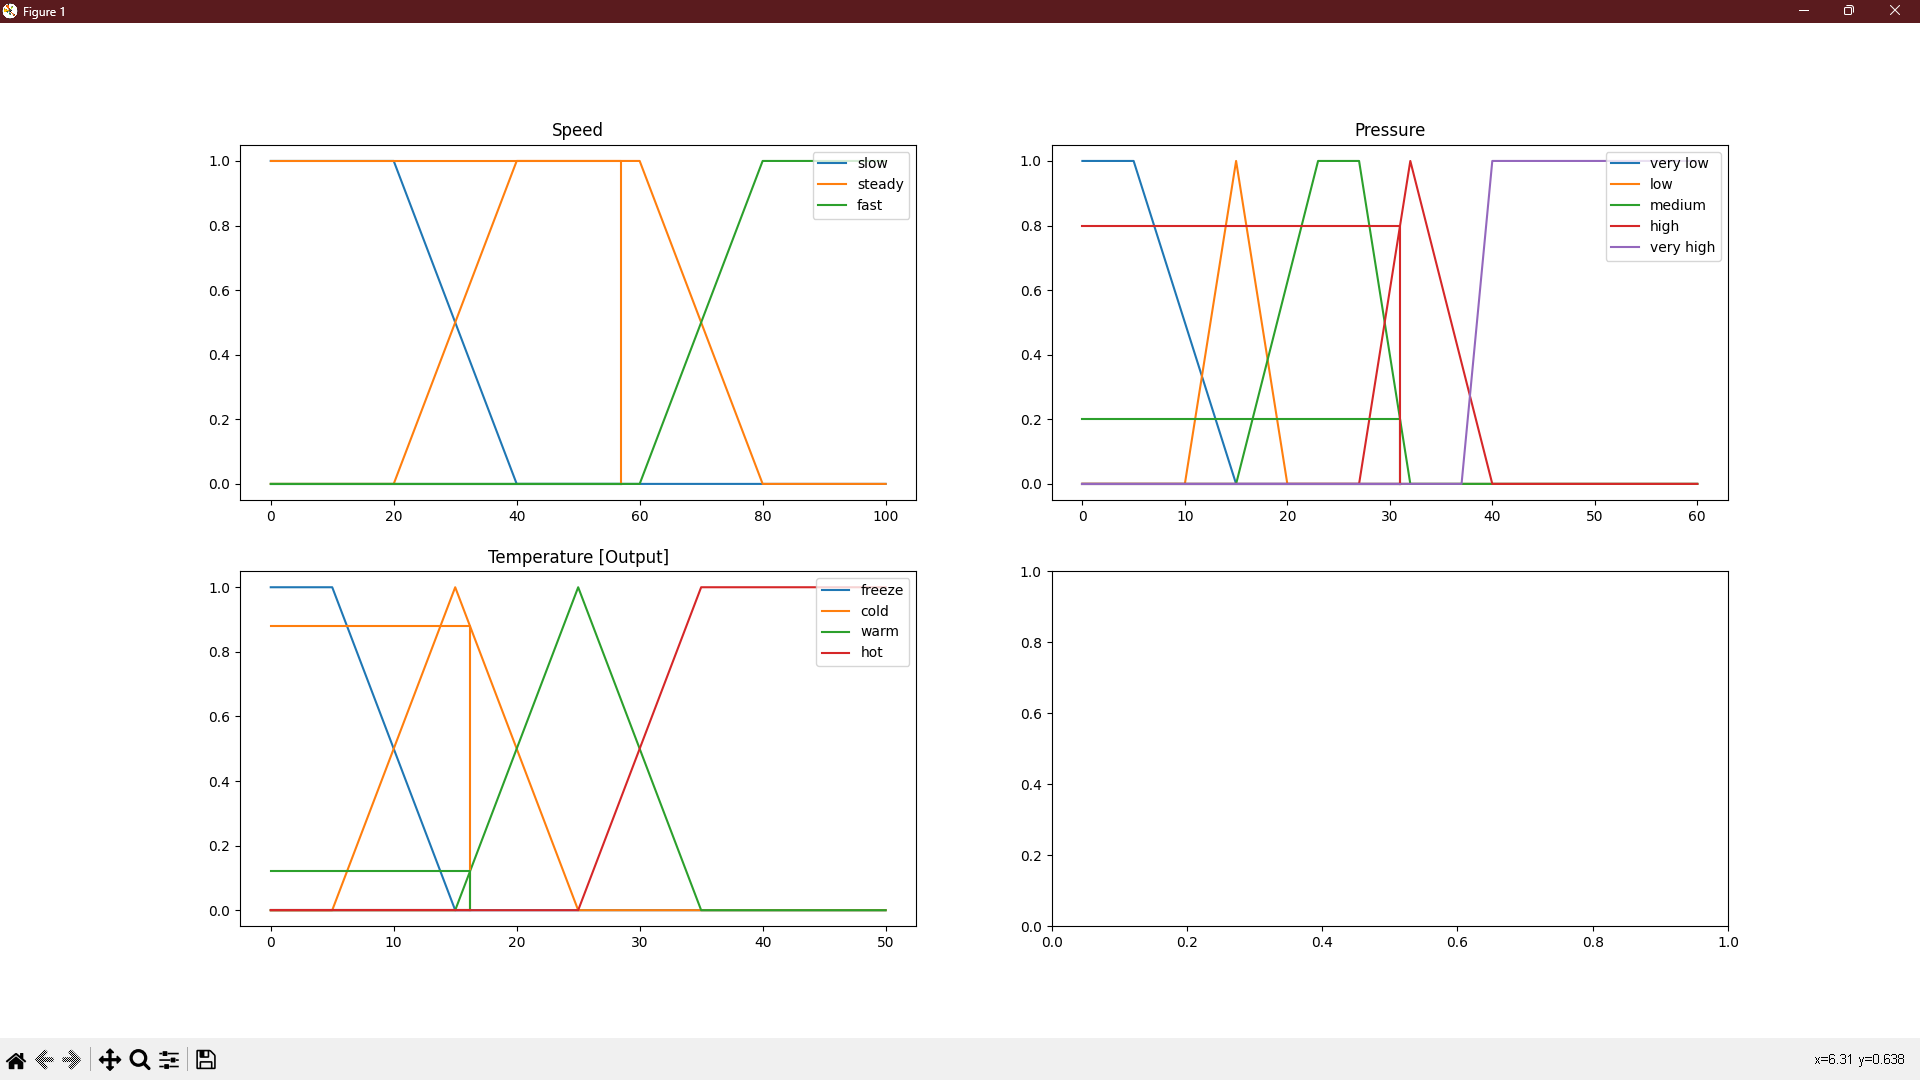 Figure 1
Speed
1.0
0.8
0.6
0.4
0.2
0.0
0 20 40 60 80 100
slow
steady
fast
Pressure
1.0
0.8
0.6
0.4
0.2
0.0
0 10 20 30 40 50 60
very low
low
medium
high
very high
Temperature [Output]
1.0
0.8
0.6
0.4
0.2
0.0
0 10 20 30 40 50
freeze
cold
warm
hot
1.0
0.8
0.6
0.4
0.2
0.0
0.0 0.2 0.4 0.6 0.8 1.0
x=6.31 y=0.638